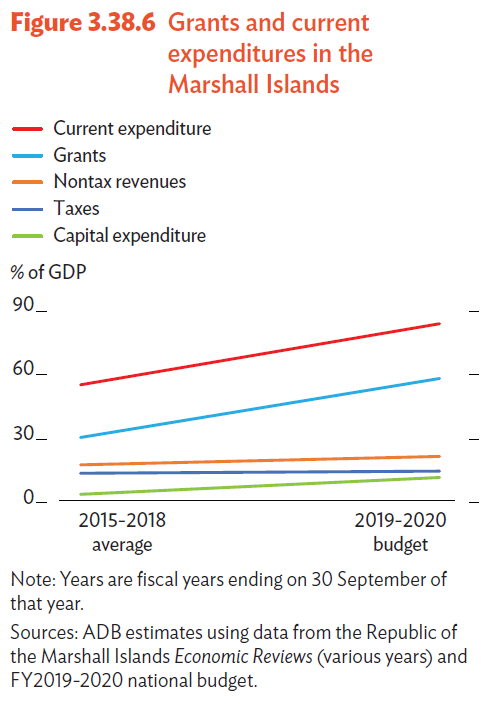 Figure 3.38.6 Grants and current
expenditures in the
Marshall Islands
Current expenditure
Grants
Nontax revenues
Taxes
Capital expenditure
% of GDP
90
60
30
0
2015–2018
average
2019–2020
budget
Note: Years are fiscal years ending on 30 September of
that year.
Sources: ADB estimates using data from the Republic of
the Marshall Islands Economic Reviews (various years) and
FY2019-2020 national budget.